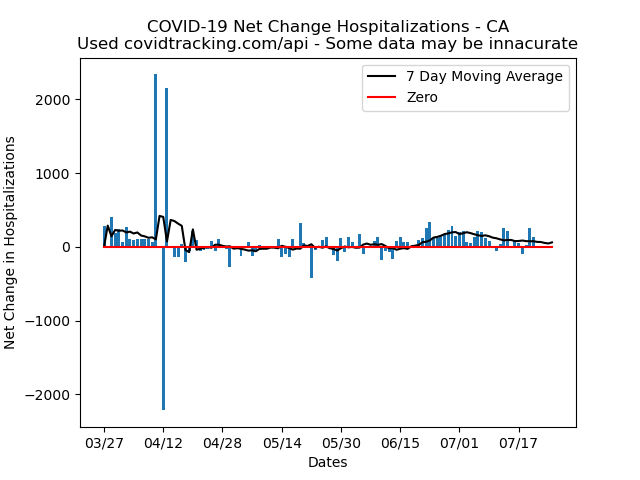 COVID-19 Net Change Hospitalizations - CA
Used covidtracking.com/api - Some data may be innacurate
7 Day Moving Average
Zero
Net Change in Hospitalizations
2000
1000
0
−1000
−2000
03/27 04/12 04/28 05/14 05/30 06/15 07/01 07/17
Dates